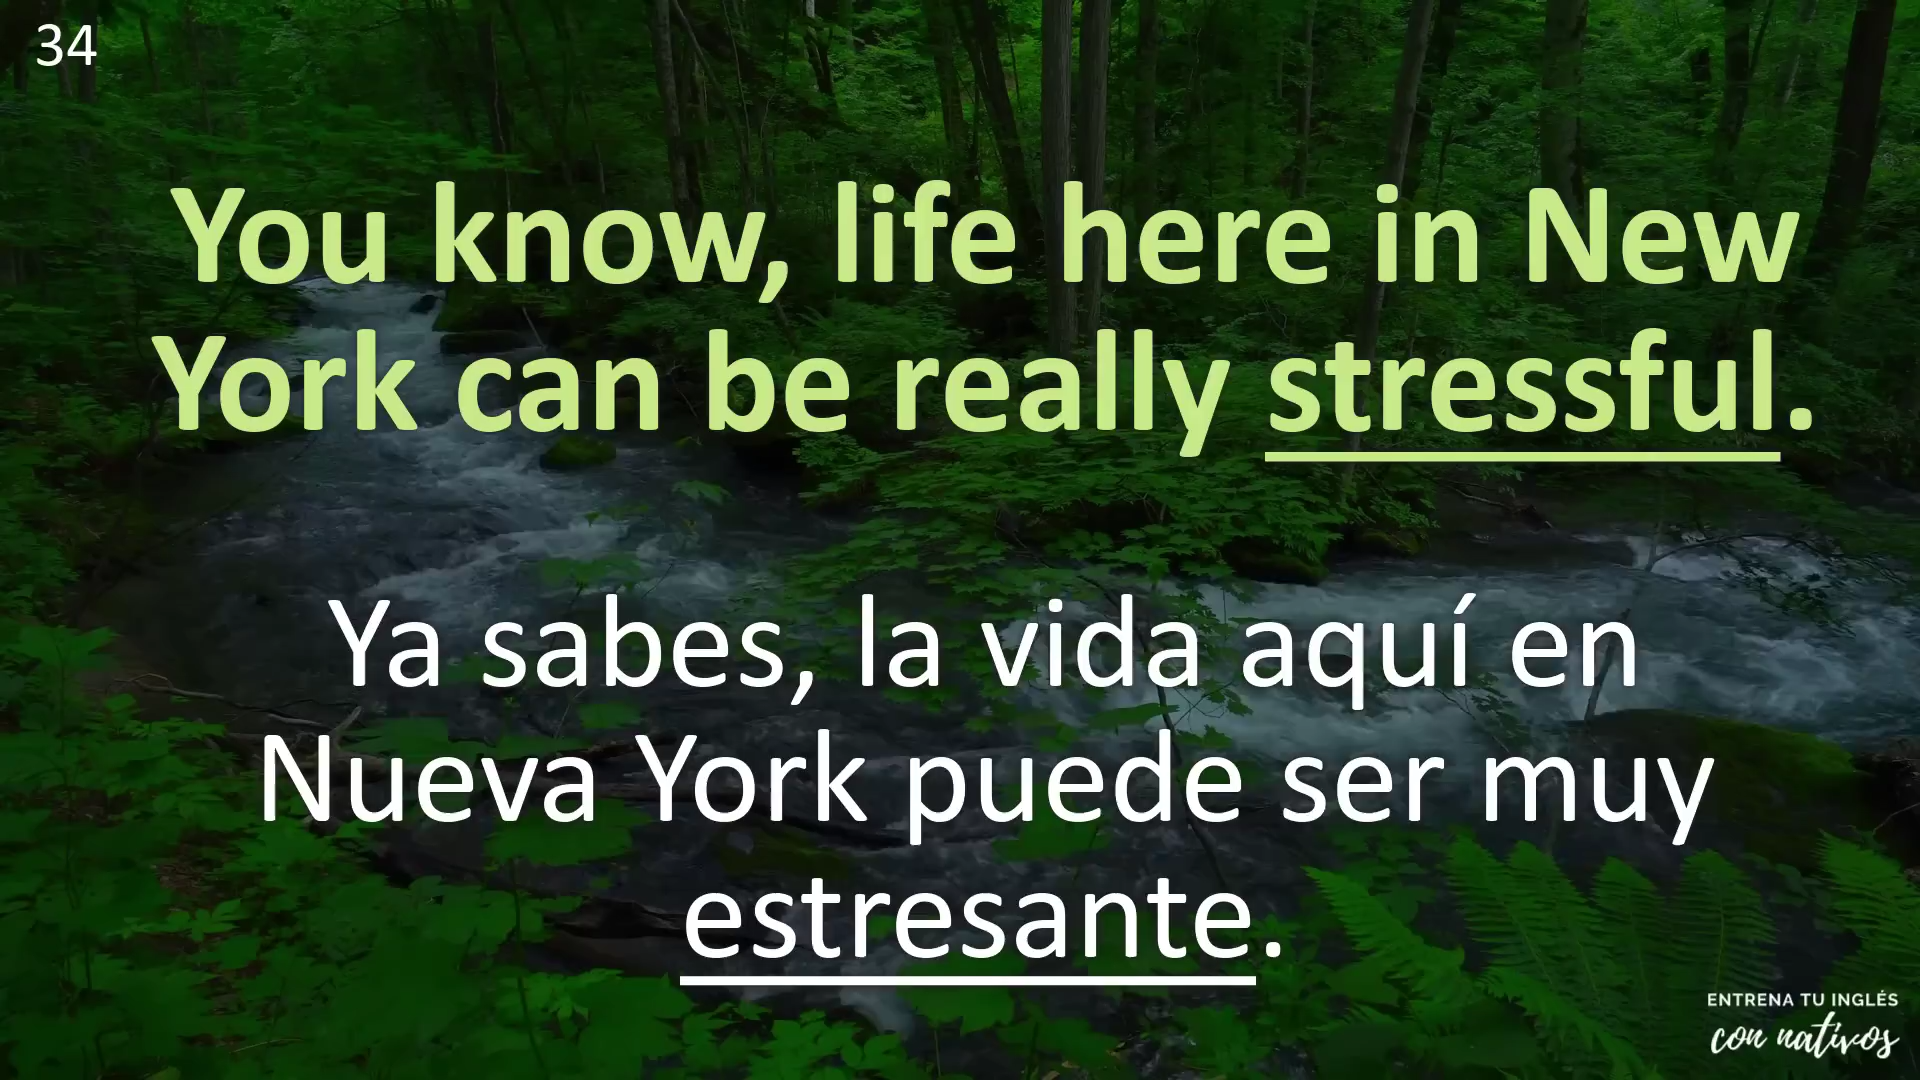 34
You know, life here in New
York can be really stressful.
Ya sabes, la vida aquí en
Nueva York puede ser muy
estresante.
ENTRENA TU INGLÉS
con nativos